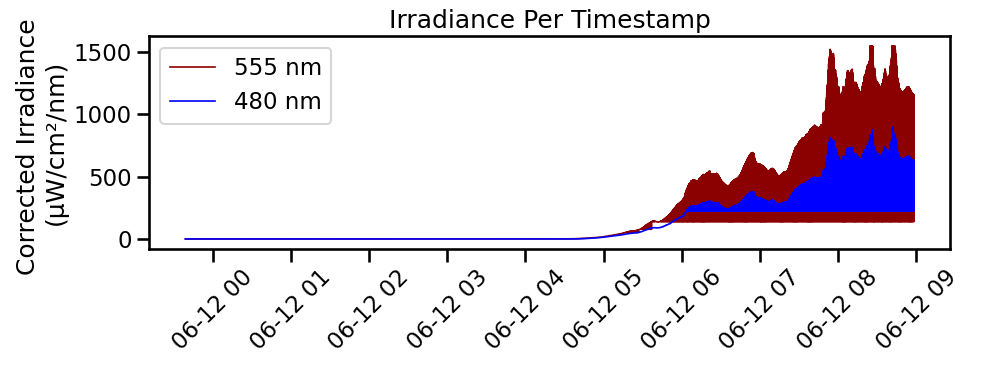 Irradiance Per Timestamp
Corrected Irradiance
(μW/cm²/nm)
1500
1000
500
0
555 nm
480 nm
06-12 00
06-12 01
06-12 02
06-12 03
06-12 04
06-12 05
06-12 06
06-12 07
06-12 08
06-12 09